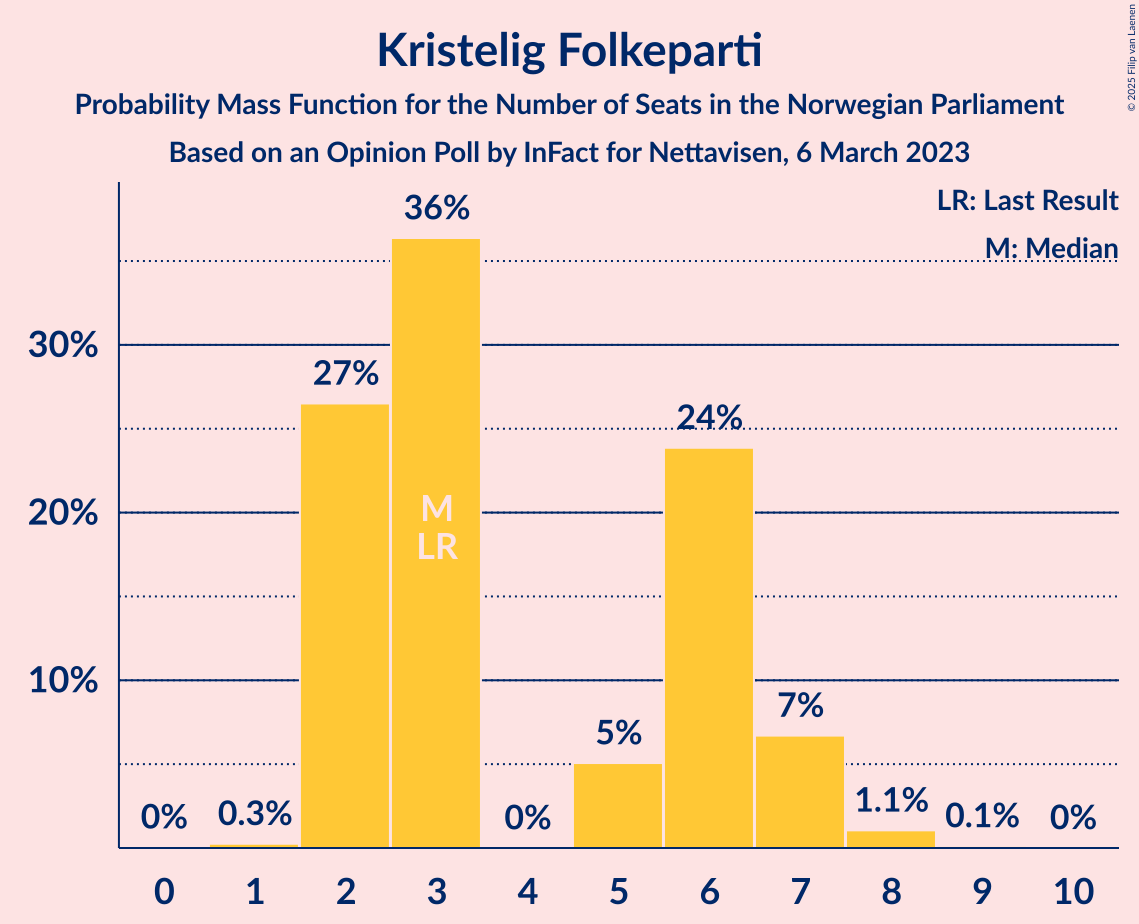 Kristelig Folkeparti
Probability Mass Function for the Number of Seats in the Norwegian Parliament
Based on an Opinion Poll by InFact for Nettavisen, 6 March 2023
© 2025 Filip van Laenen
LR: Last Result
M: Median
36%
30%
27%
24%
20%
M
LR
10%
7%
5%
1.1%
0%
0.3%
0%
0.1%
0%
0 1 2 3 4 5 6 7 8 9 10